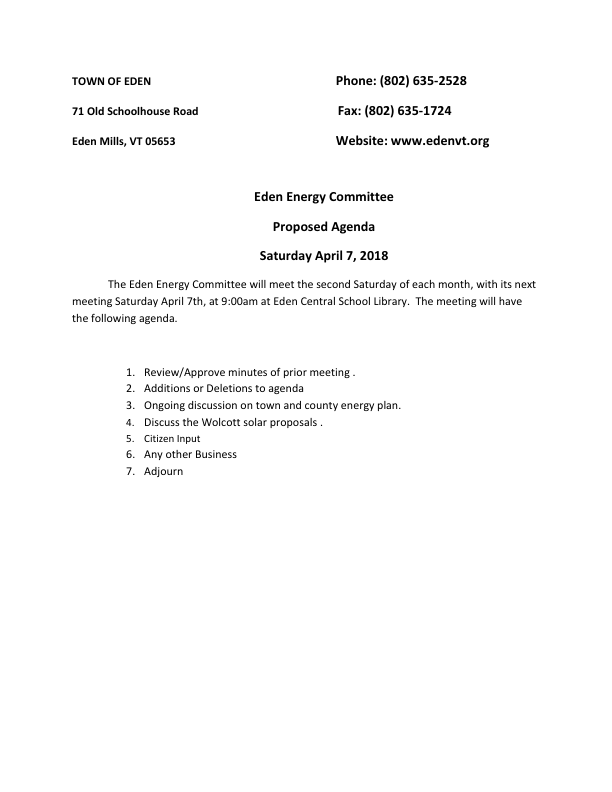 TOWN OF EDEN Phone: (802) 635-2528
71 Old Schoolhouse Road Fax: (802) 635-1724
Eden Mills, VT 05653 Website: www.edenvt.org
Eden Energy Committee
Proposed Agenda
Saturday April 7, 2018
The Eden Energy Committee will meet the second Saturday of each month, with its next
meeting Saturday April 7th, at 9:00am at Eden Central School Library. The meeting will have
the following agenda.
1. Review/Approve minutes of prior meeting .
2. Additions or Deletions to agenda
3. Ongoing discussion on town and county energy plan.
4. Discuss the Wolcott solar proposals .
5. Citizen Input
6. Any other Business
7. Adjourn